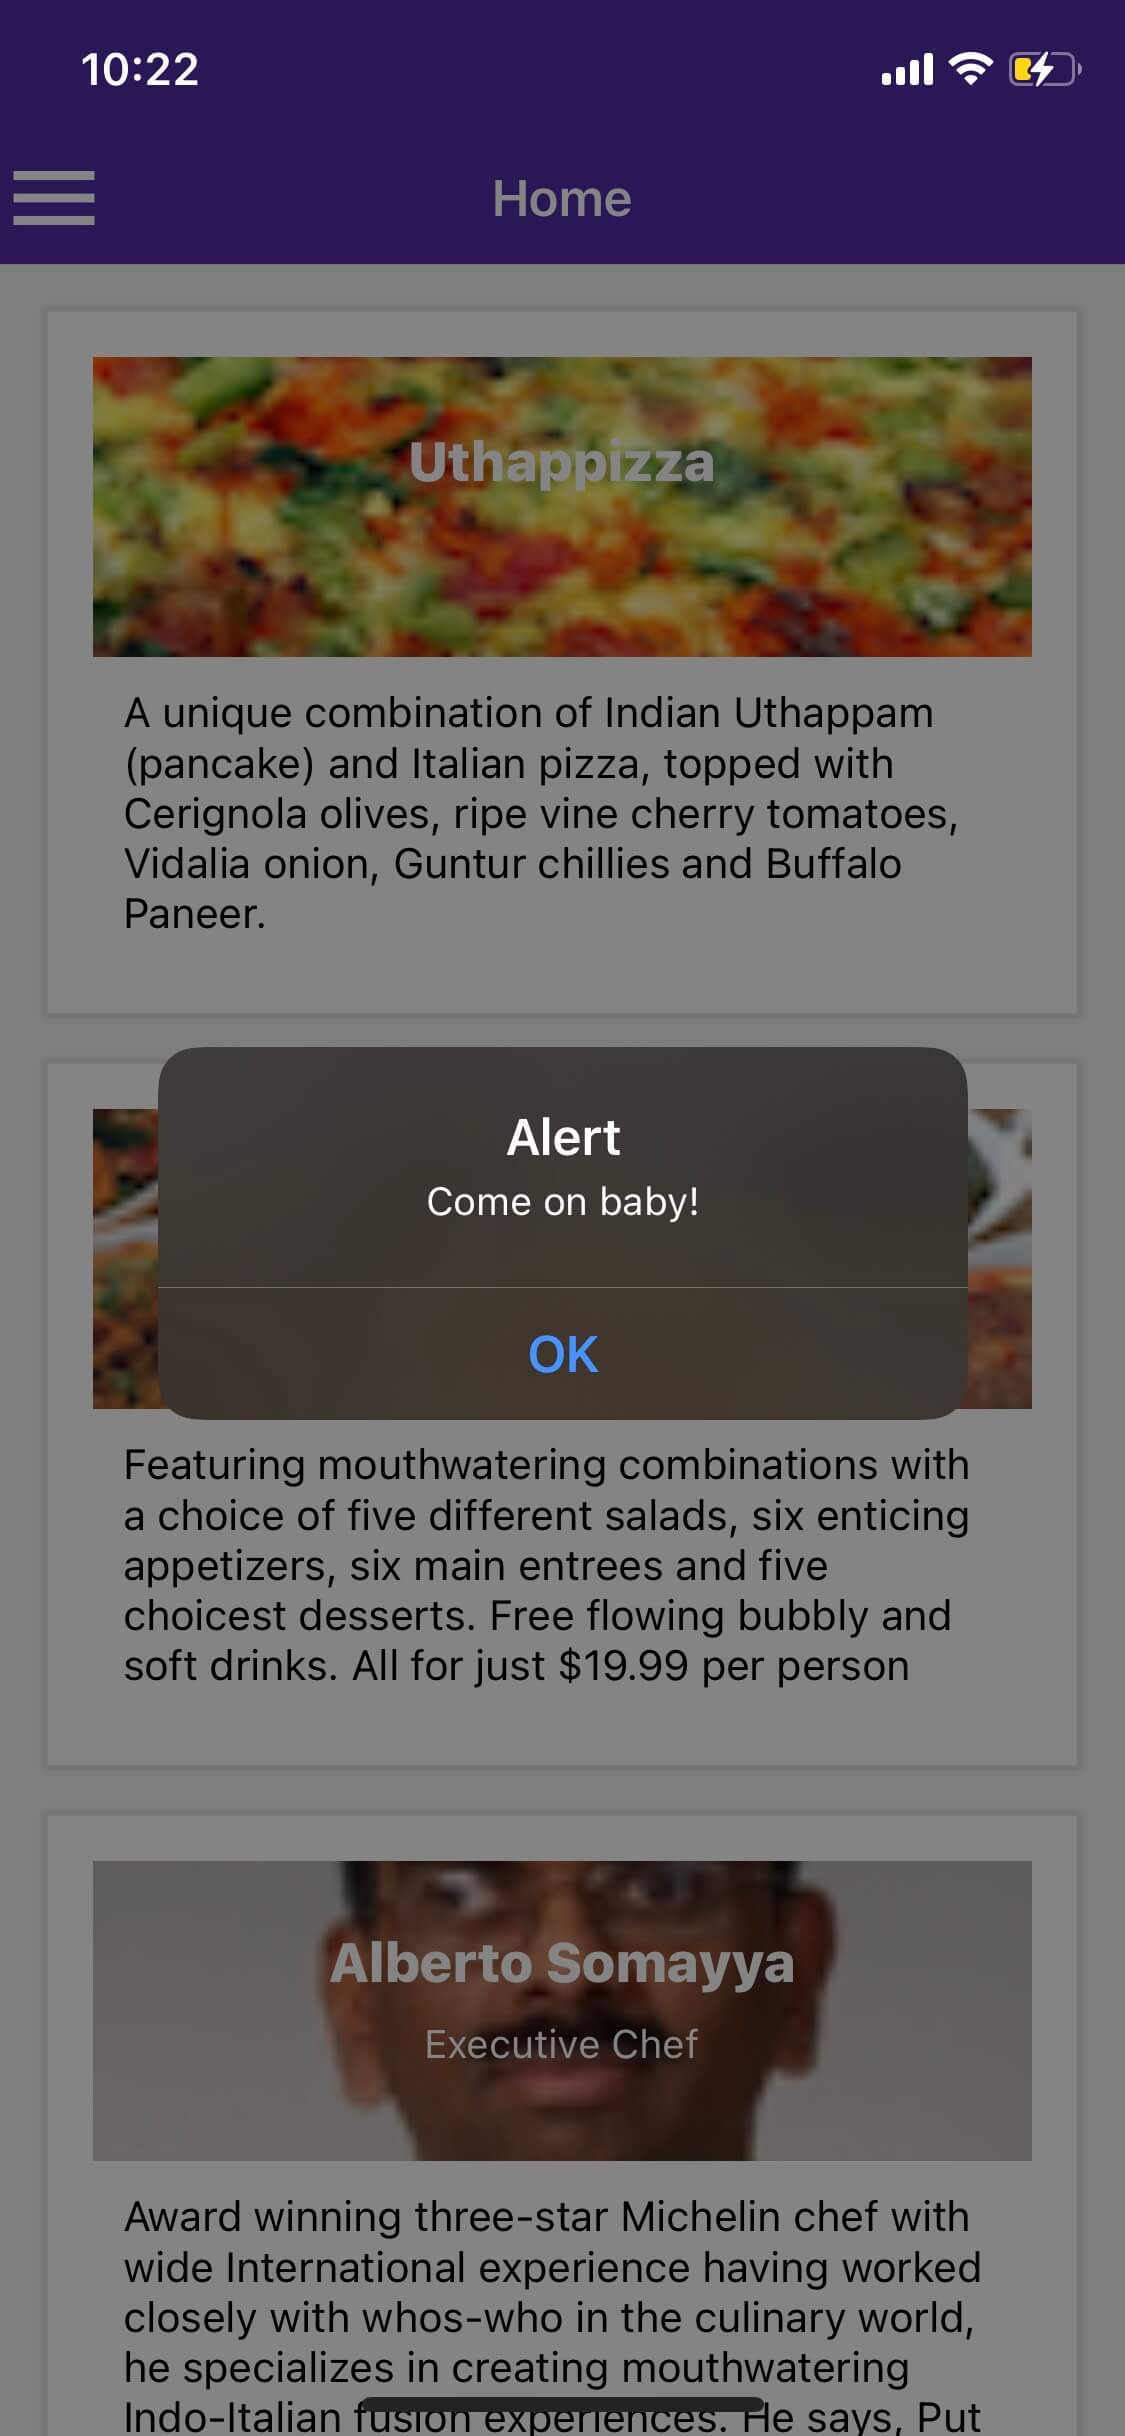 10:22
Home
Uthappizza
A unique combination of Indian Uthappam
(pancake) and Italian pizza, topped with
Cerignola olives, ripe vine cherry tomatoes,
Vidalia onion, Guntur chillies and Buffalo
Paneer.
Alert
Come on baby!
OK
Featuring mouthwatering combinations with
a choice of five different salads, six enticing
appetizers, six main entrees and five
choicest desserts. Free flowing bubbly and
soft drinks. All for just $19.99 per person
Alberto Somayya
Executive Chef
Award winning three-star Michelin chef with
wide International experience having worked
closely with whos-who in the culinary world,
he specializes in creating mouthwatering
Indo-Italian fusion experiences. He says, Put